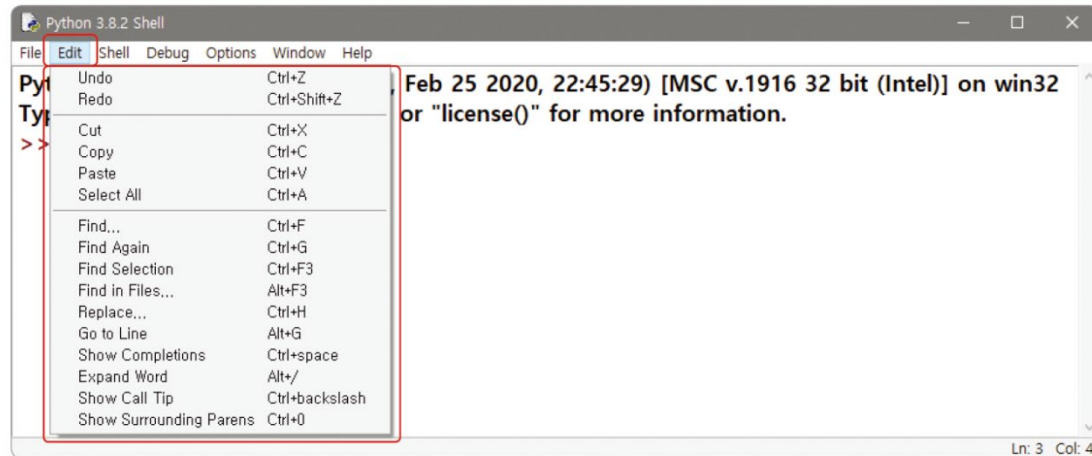 Python 3.8.2 Shell
File Edit Shell Debug Options Window Help
Undo Ctrl+Z
Redo Ctrl+Shift+Z
Cut Ctrl+X
Copy Ctrl+C
Paste Ctrl+V
Select All Ctrl+A
Find... Ctrl+F
Find Again Ctrl+G
Find Selection Ctrl+F3
Find in Files... Alt+F3
Replace... Ctrl+H
Go to Line Alt+G
Show Completions Ctrl+space
Expand Word Alt+/
Show Call Tip Ctrl+backslash
Show Surrounding Parens Ctrl+0
Pyt , Feb 25 2020, 22:45:29) [MSC v.1916 32 bit (Intel)] on win32
Typ or "license()" for more information.
>>
Ln: 3 Col: 4